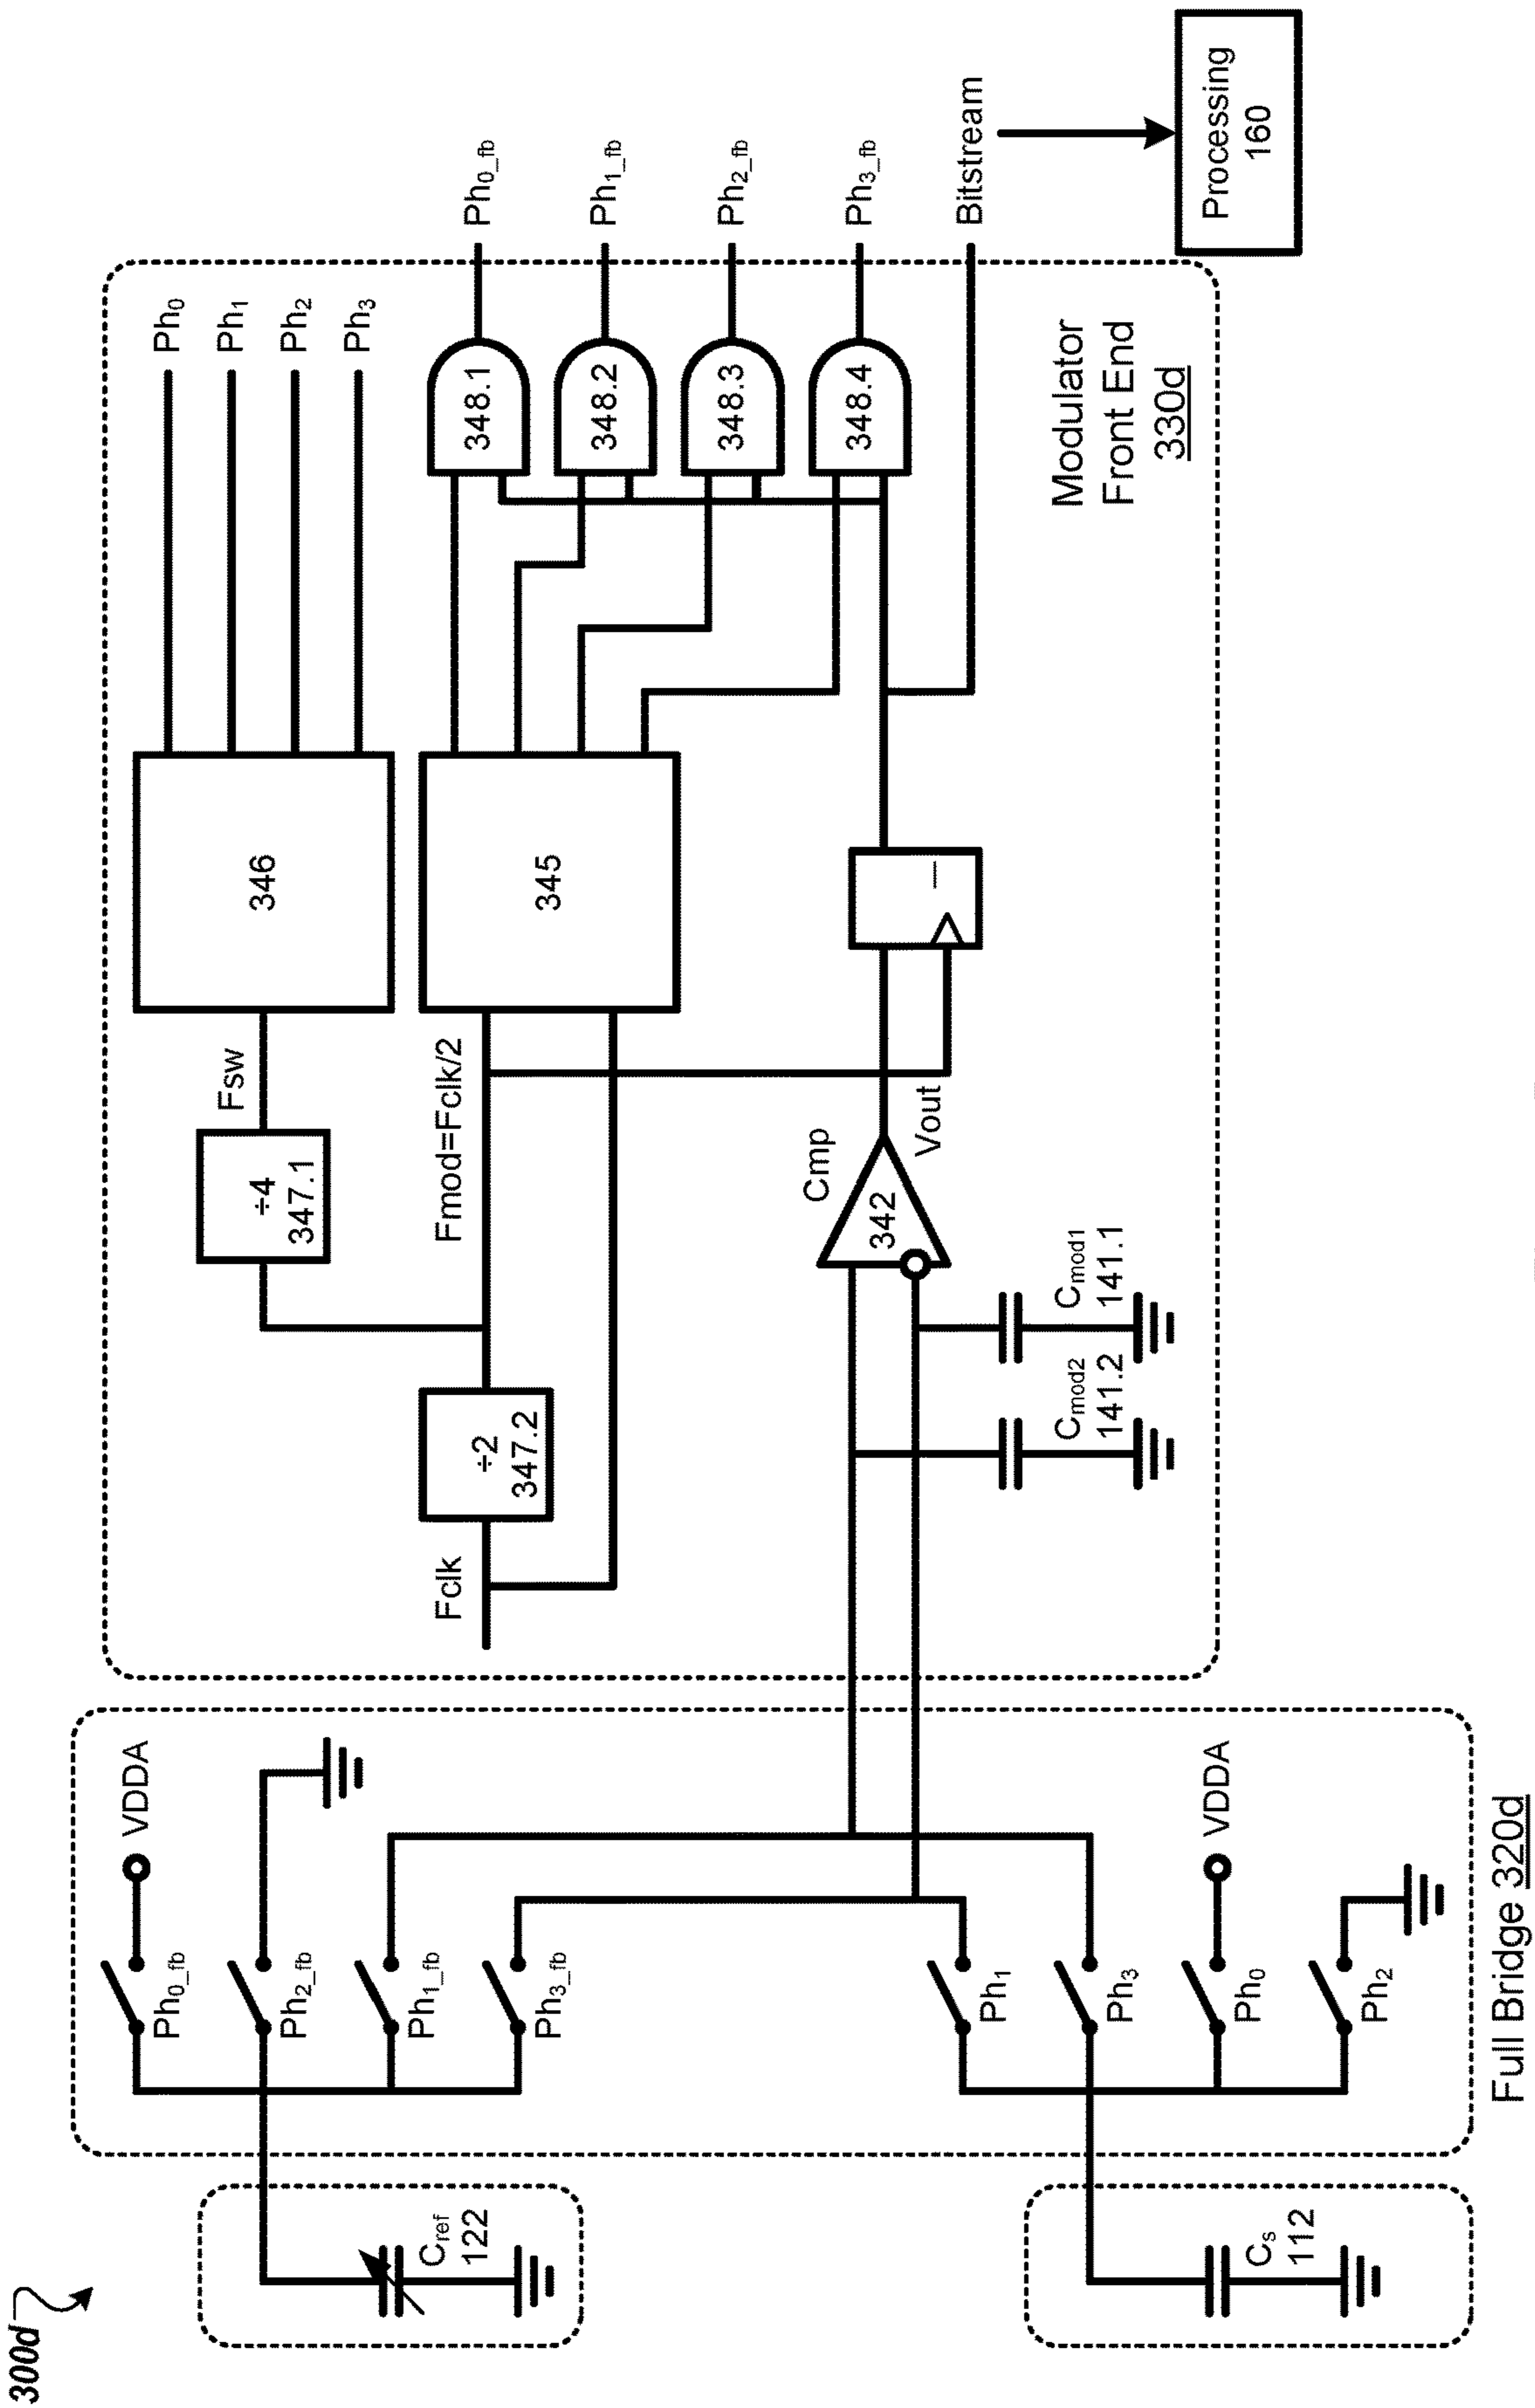 300d
Cref
122
Cs
112
Full Bridge 320d
Ph0_fb
VDDA
Ph2_fb
Ph1_fb
Ph3_fb
Ph1
Ph3
Ph0
VDDA
Ph2
Fclk
÷2
347.2
÷4
347.1
Fsw
Fmod=Fclk/2
346
345
Ph0
Ph1
Ph2
Ph3
348.1
348.2
348.3
348.4
Ph0_fb
Ph1_fb
Ph2_fb
Ph3_fb
Bitstream
Cmp
342
Vout
Cmod2
141.2
Cmod1
141.1
Modulator
Front End
330d
Processing
160